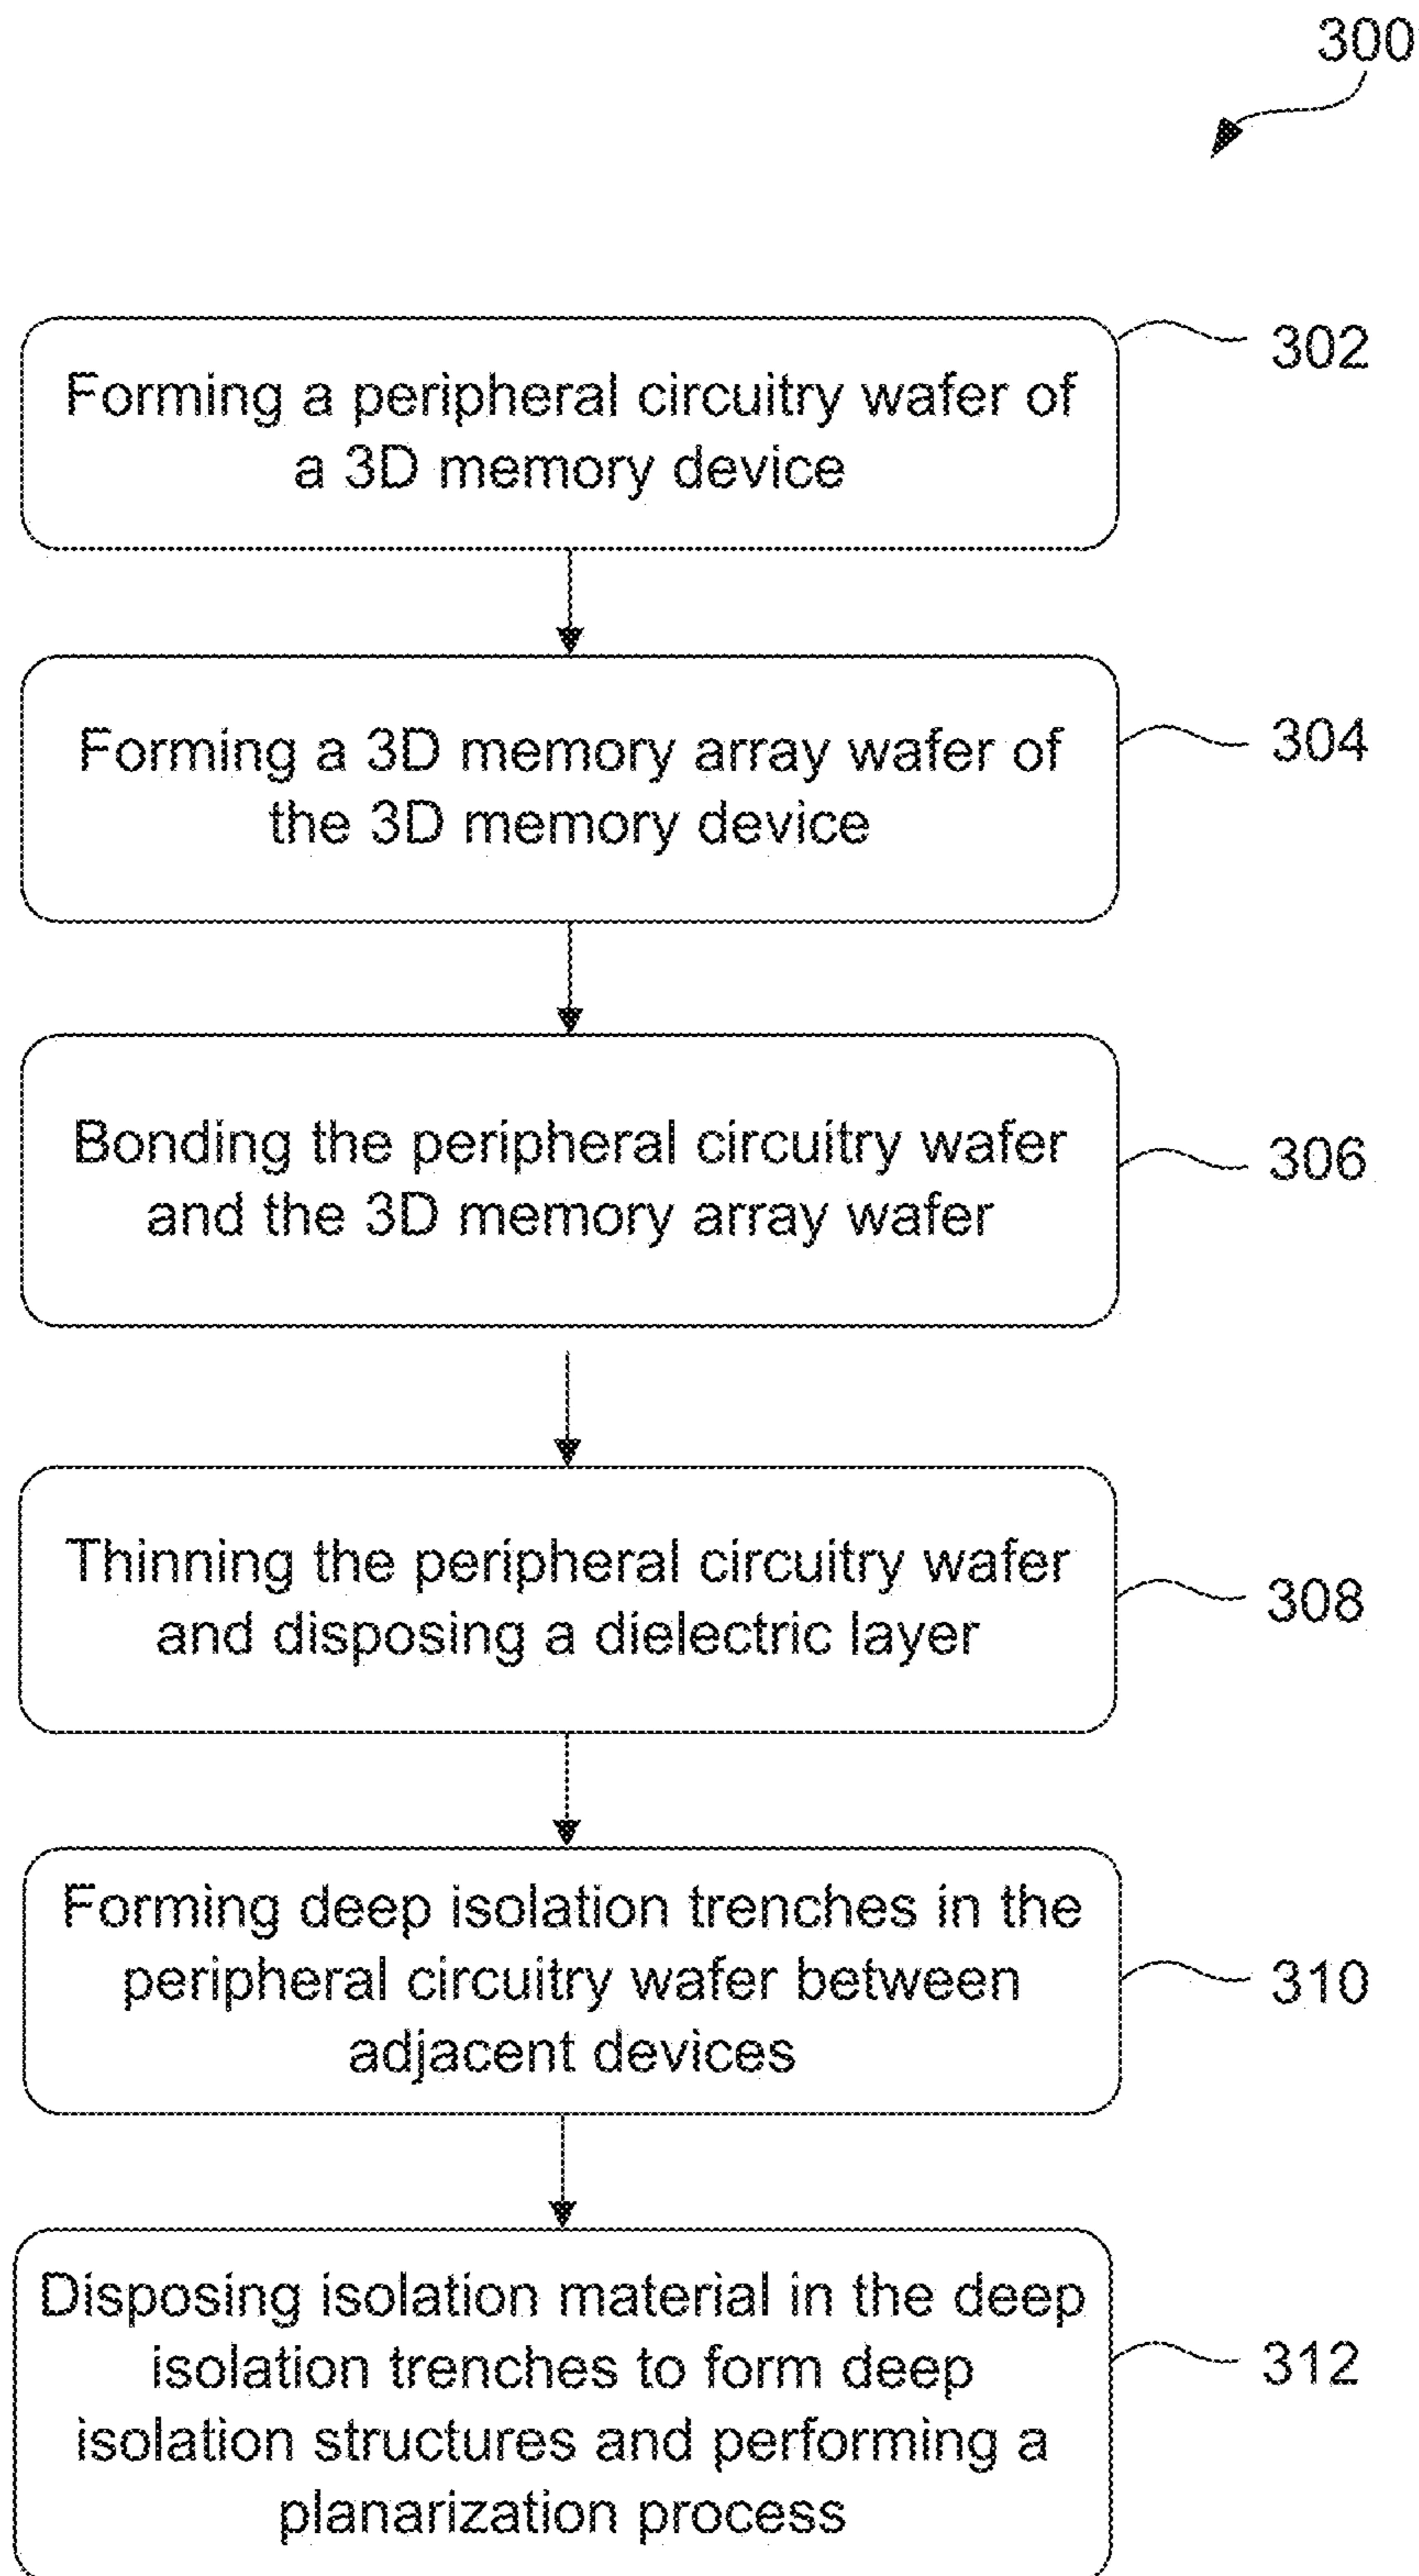 300
Forming a peripheral circuitry wafer of
a 3D memory device
302
Forming a 3D memory array wafer of
the 3D memory device
304
Bonding the peripheral circuitry wafer
and the 3D memory array wafer
306
Thinning the peripheral circuitry wafer
and disposing a dielectric layer
308
Forming deep isolation trenches in the
peripheral circuitry wafer between
adjacent devices
310
Disposing isolation material in the deep
isolation trenches to form deep
isolation structures and performing a
planarization process
312